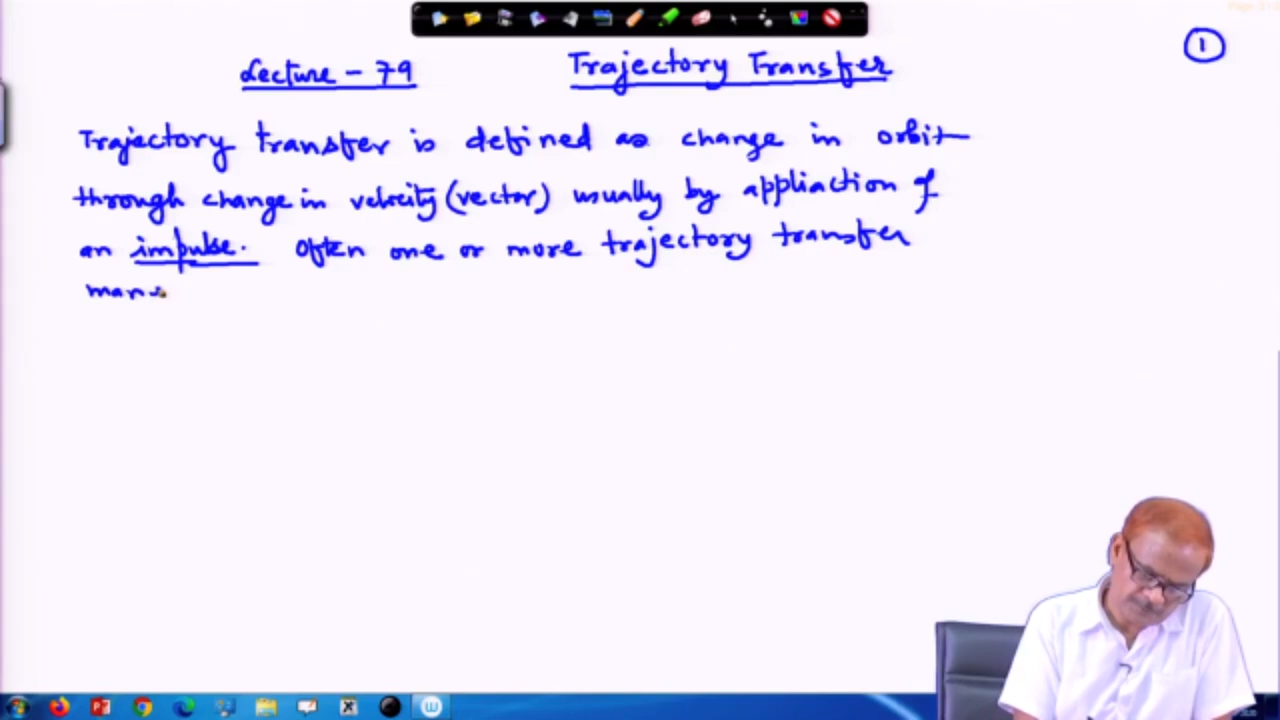 Lecture - 79 Trajectory Transfer
1
Trajectory transfer is defined as change in orbit
through change in velocity (vector) usually by appliaction of
an impulse. Often one or more trajectory transfer